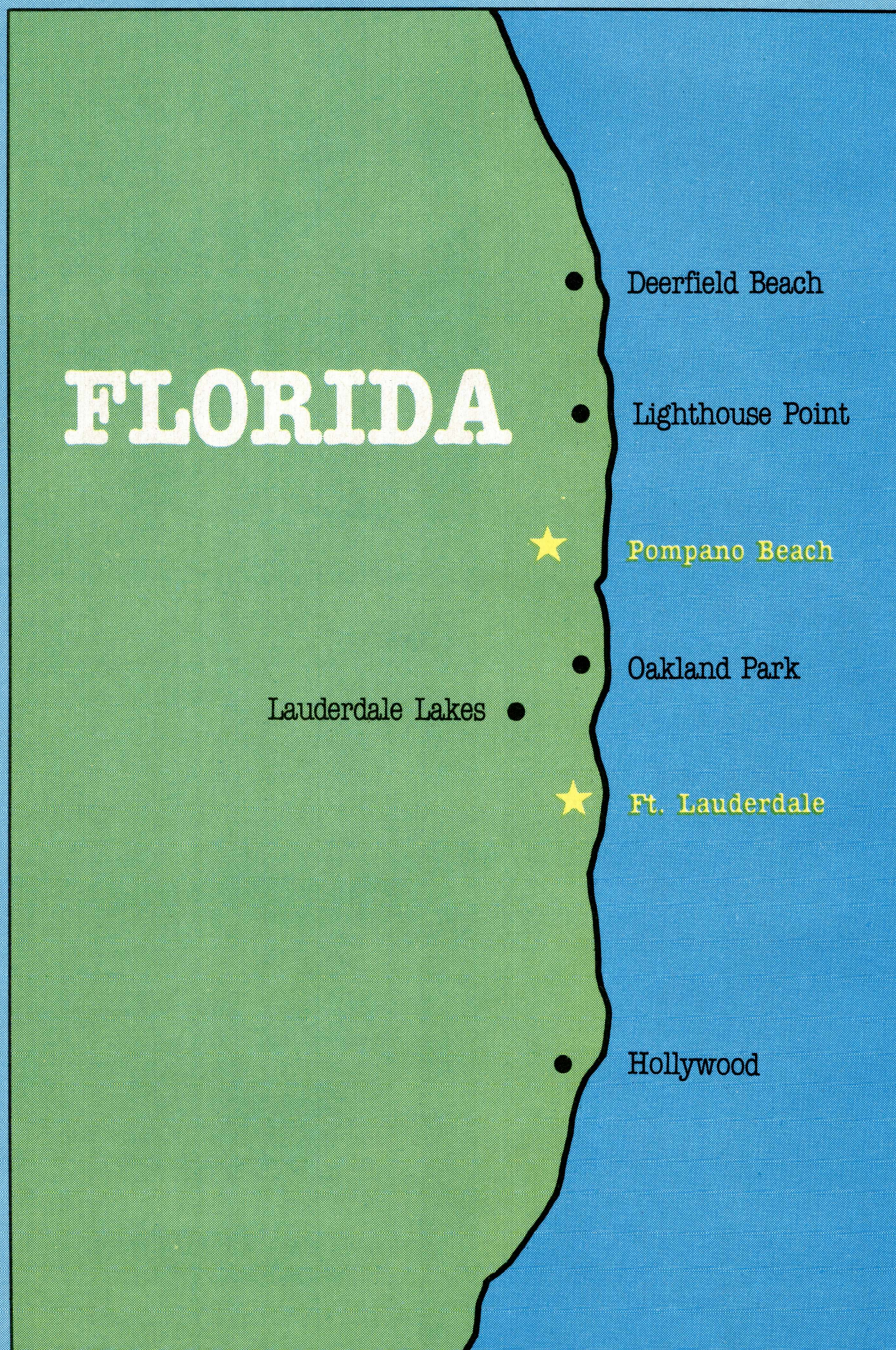 Deerfield Beach
FLORIDA
Lighthouse Point
Pompano Beach
Oakland Park
Lauderdale Lakes
Ft. Lauderdale
Hollywood